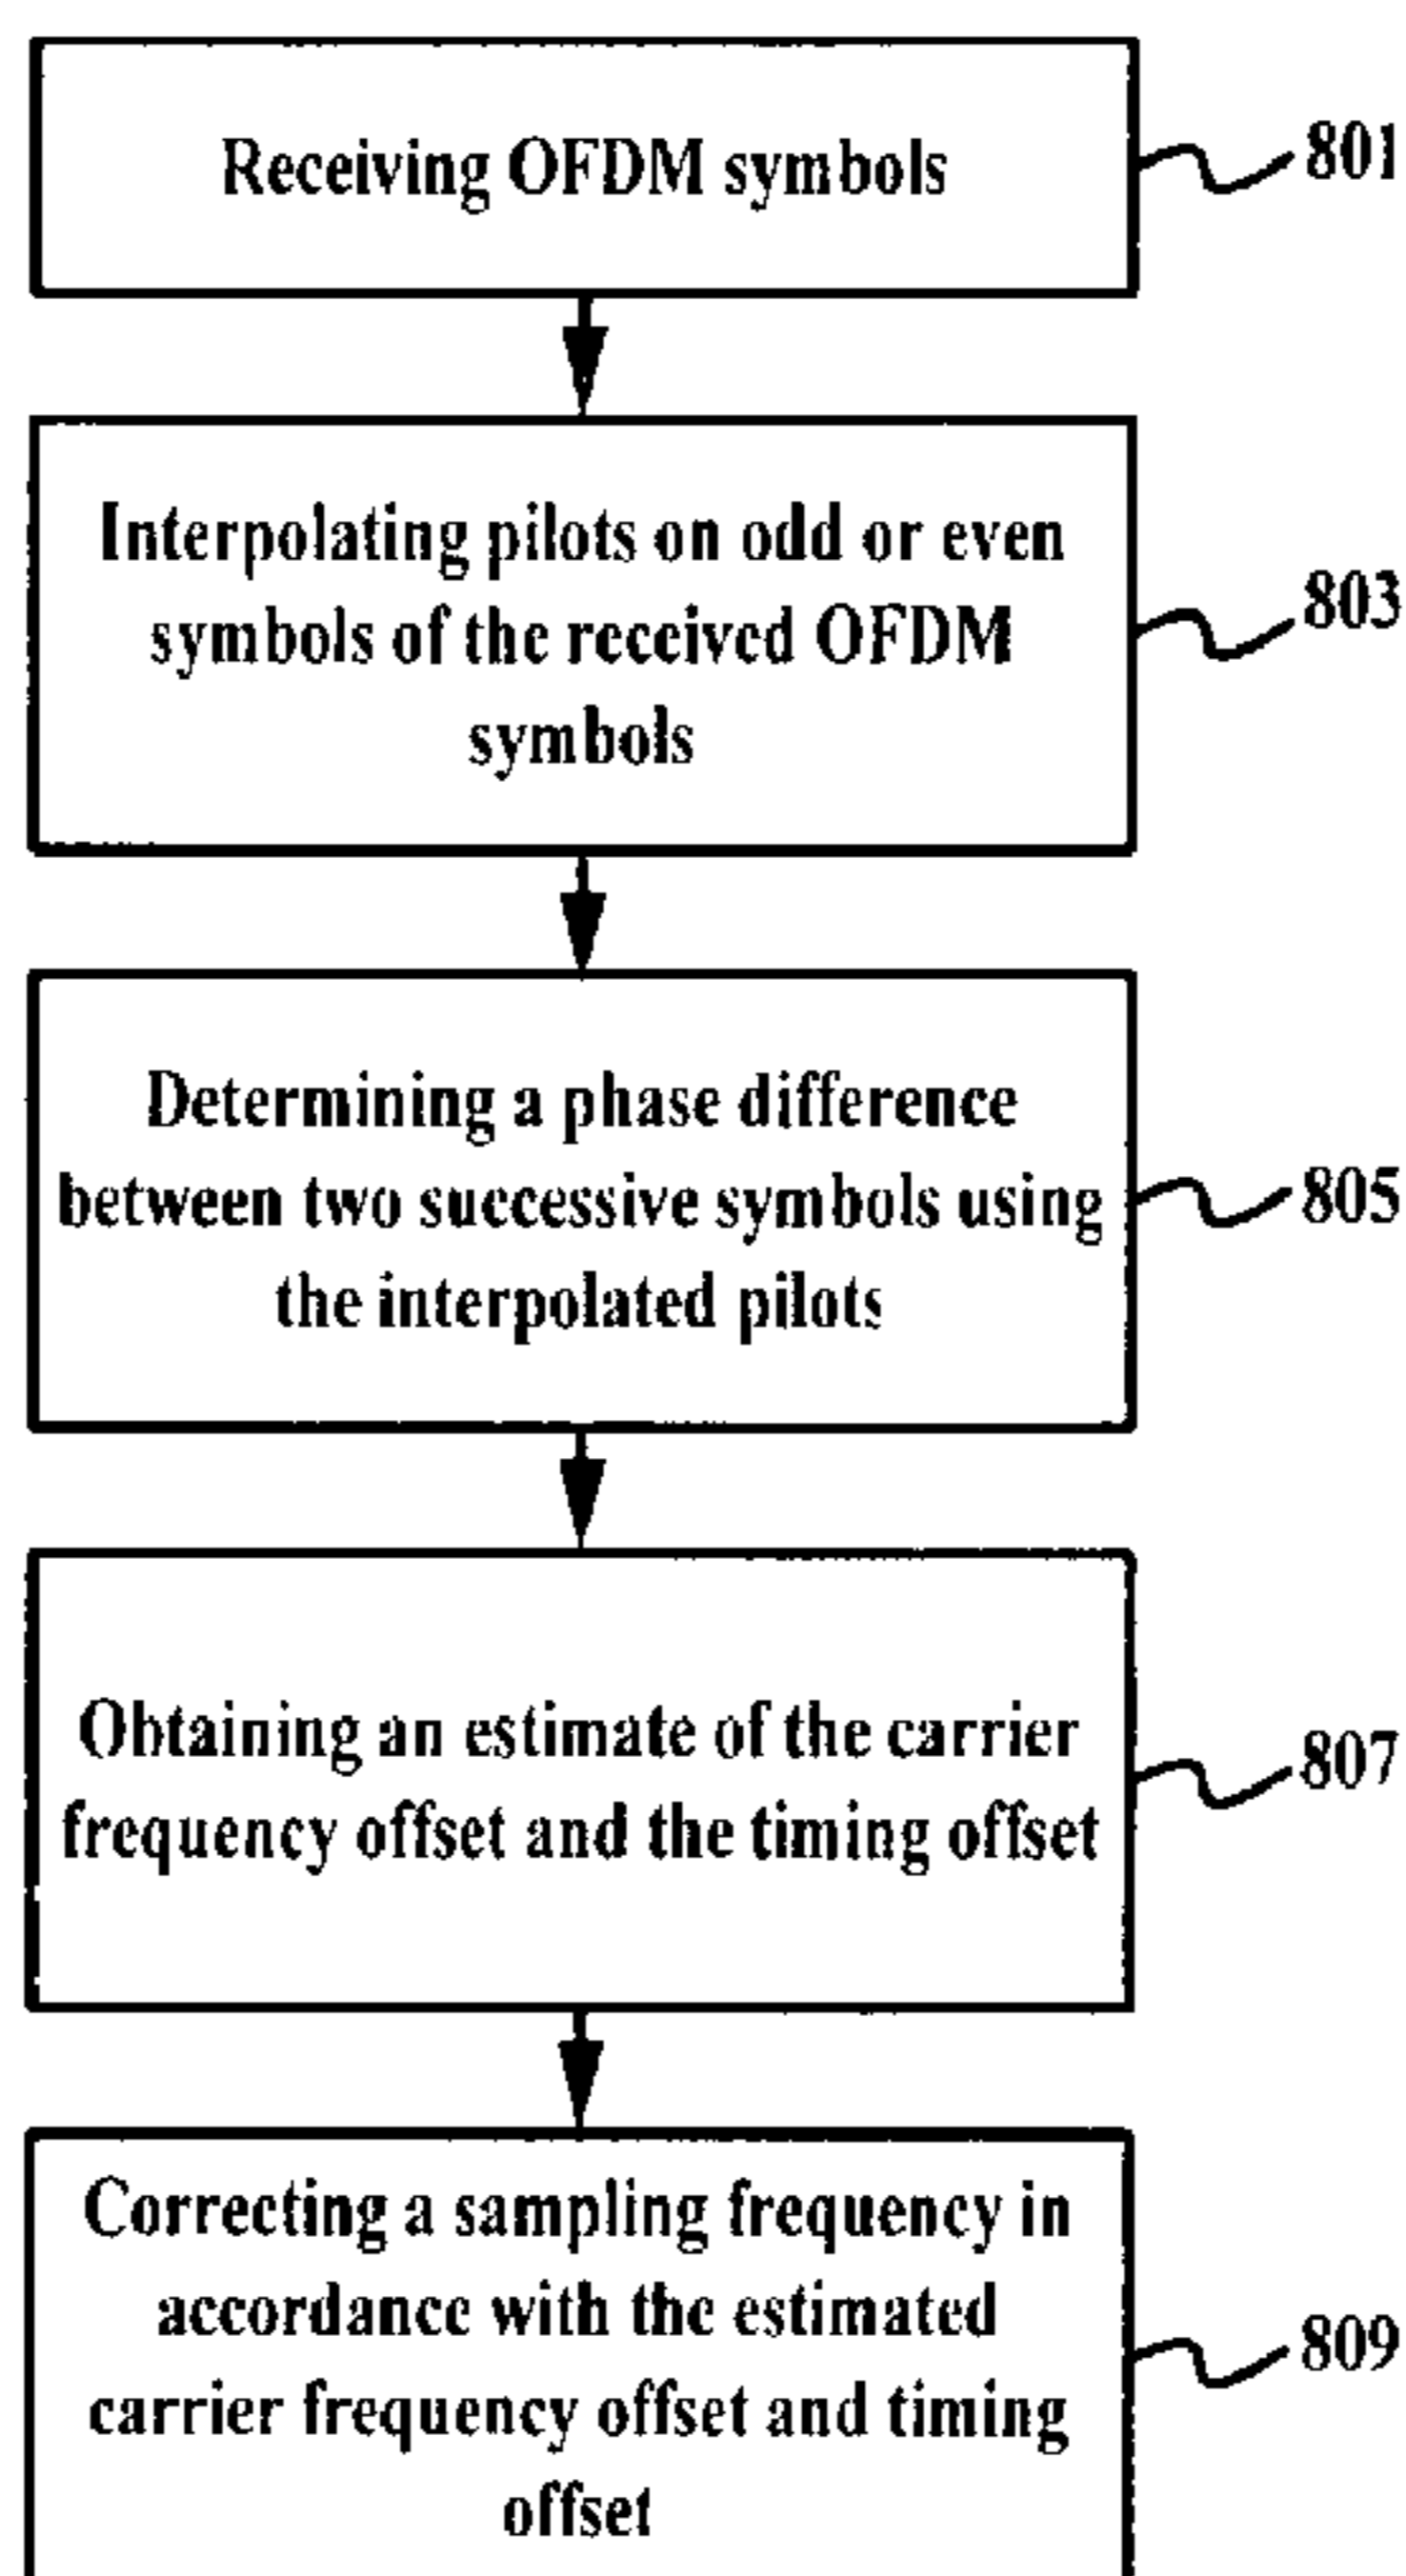 Receiving OFDM symbols
801
Interpolating pilots on odd or even
symbols of the received OFDM
symbols
803
Determining a phase difference
between two successive symbols using
the interpolated pilots
805
Obtaining an estimate of the carrier
frequency offset and the timing offset
807
Correcting a sampling frequency in
accordance with the estimated
carrier frequency offset and timing
offset
809